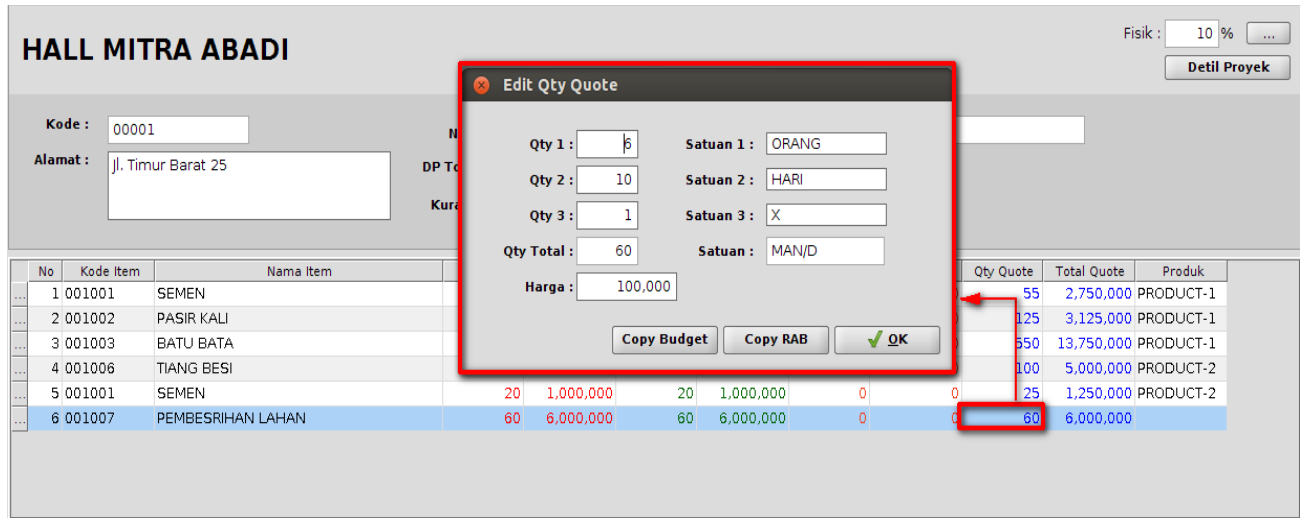 HALL MITRA ABADI
Fisik : 10 % ...
Detil Proyek
Edit Qty Quote
Kode : 00001
Alamat : Jl. Timur Barat 25
DP
Qty 1 : 6 Satuan 1 : ORANG
Qty 2 : 10 Satuan 2 : HARI
Qty 3 : 1 Satuan 3 : X
Qty Total : 60 Satuan : MAN/D
Harga : 100,000
Copy Budget Copy RAB OK
No Kode Item Nama Item Qty Quote Total Quote Produk
... 1 001001 SEMEN 55 2,750,000 PRODUCT-1
... 2 001002 PASIR KALI 125 3,125,000 PRODUCT-1
... 3 001003 BATU BATA 550 13,750,000 PRODUCT-1
... 4 001006 TIANG BESI 100 5,000,000 PRODUCT-2
... 5 001001 SEMEN 20 1,000,000 20 1,000,000 0 0 25 1,250,000 PRODUCT-2
... 6 001007 PEMBESRIHAN LAHAN 60 6,000,000 60 6,000,000 0 0 60 6,000,000